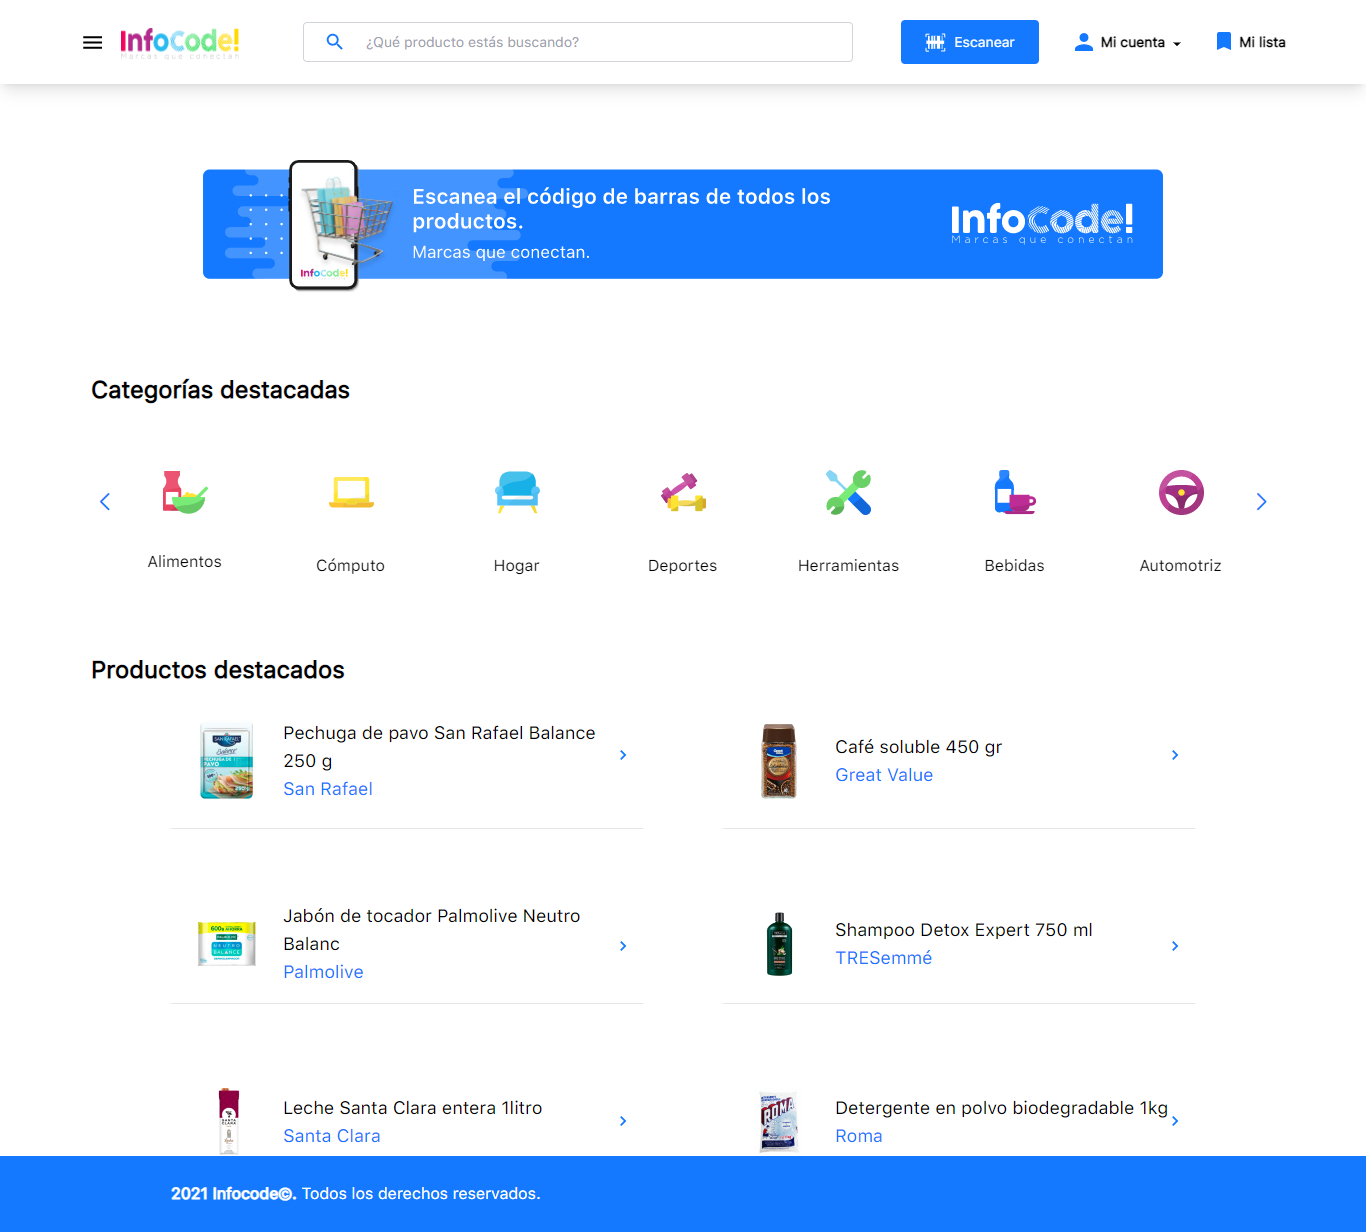 InfoCode!
Marcas que conectan
¿Qué producto estás buscando?
Escanear
Mi cuenta
Mi lista
Escanea el código de barras de todos los
productos.
Marcas que conectan.
InfoCode!
InfoCode!
Marcas que conectan
Categorías destacadas
Alimentos
Cómputo
Hogar
Deportes
Herramientas
Bebidas
Automotriz
Productos destacados
Pechuga de pavo San Rafael Balance
250 g
San Rafael
Café soluble 450 gr
Great Value
Jabón de tocador Palmolive Neutro
Balanc
Palmolive
Shampoo Detox Expert 750 ml
TRESemmé
Leche Santa Clara entera 1litro
Santa Clara
ROMA
Detergente en polvo biodegradable 1kg
Roma
2021 Infocode©. Todos los derechos reservados.